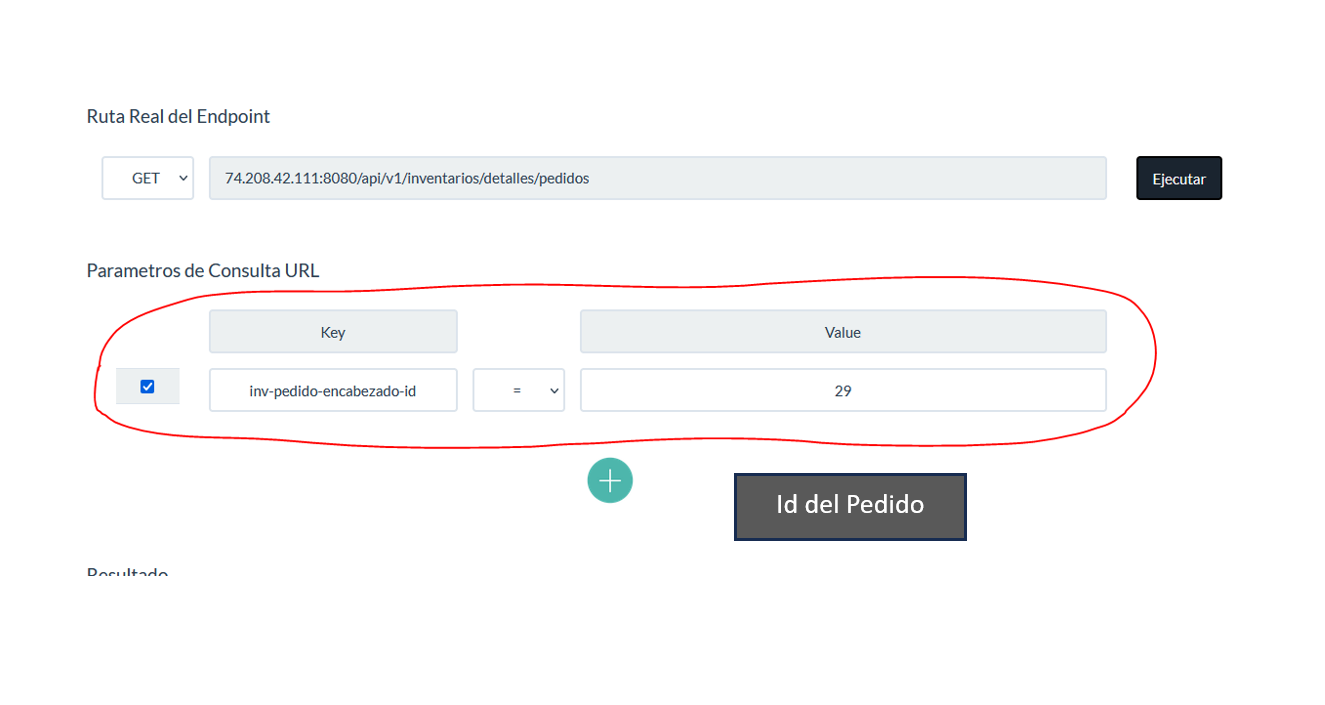 Ruta Real del Endpoint
GET 74.208.42.111:8080/api/v1/inventarios/detalles/pedidos Ejecutar
Parametros de Consulta URL
Key Value
inv-pedido-encabezado-id = 29
Id del Pedido
Resultado